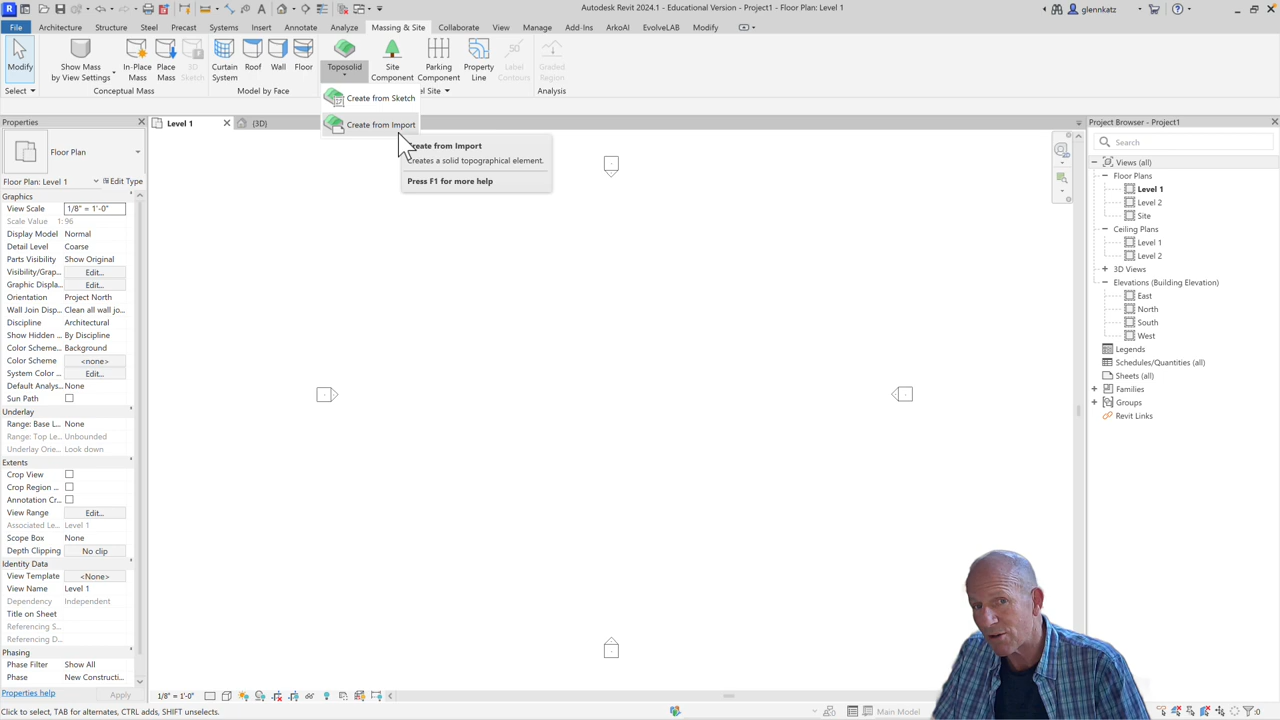 Autodesk Revit 2024.1 - Educational Version - Project1 - Floor Plan: Level 1
glennkatz
File Architecture Structure Steel Precast Systems Insert Annotate Analyze Massing & Site Collaborate View Manage Add-Ins ArkoAI EvolveLAB Modify
Modify
Show Mass
by View Settings
In-Place
Mass
Place
Mass
3D
Sketch
Curtain
System
Roof
Wall
Floor
Toposolid
Site
Component
Parking
Component
Property
Line
50
Label
Contours
Graded
Region
Select
Conceptual Mass
Model by Face
el Site
Analysis
Create from Sketch
Create from Import
reate from Import
Creates a solid topographical element.
Press F1 for more help
Properties
Floor Plan
Floor Plan: Level 1
Edit Type
Graphics
View Scale 1/8" = 1'-0"
Scale Value 1: 96
Display Model Normal
Detail Level Coarse
Parts Visibility Show Original
Visibility/Grap... Edit...
Graphic Displa... Edit...
Orientation Project North
Wall Join Disp... Clean all wall jo...
Discipline Architectural
Show Hidden ... By Discipline
Color Scheme... Background
Color Scheme <none>
System Color ... Edit...
Default Analys... None
Sun Path
Underlay
Range: Base L... None
Range: Top Le... Unbounded
Underlay Orie... Look down
Extents
Crop View
Crop Region ...
Annotation Cr...
View Range Edit...
Associated Le... Level 1
Scope Box None
Depth Clipping No clip
Identity Data
View Template <None>
View Name Level 1
Dependency Independent
Title on Sheet
Referencing S...
Referencing D...
Phasing
Phase Filter Show All
Phase New Construct...
Properties help
Apply
Level 1
(3D)
Project Browser - Project1
Search
Views (all)
Floor Plans
Level 1
Level 2
Site
Ceiling Plans
Level 1
Level 2
3D Views
Elevations (Building Elevation)
East
North
South
West
Legends
Schedules/Quantities (all)
Sheets (all)
Families
Groups
Revit Links
1/8" = 1'-0"
Click to select, TAB for alternates, CTRL adds, SHIFT unselects.
:0
Main Model
:0